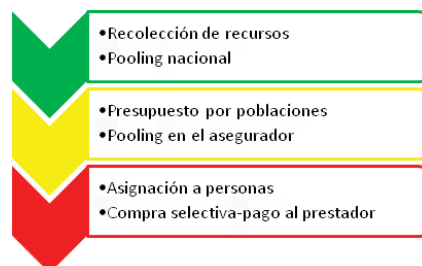 •Recolección de recursos
•Pooling nacional
•Presupuesto por poblaciones
•Pooling en el asegurador
•Asignación a personas
•Compra selectiva-pago al prestador